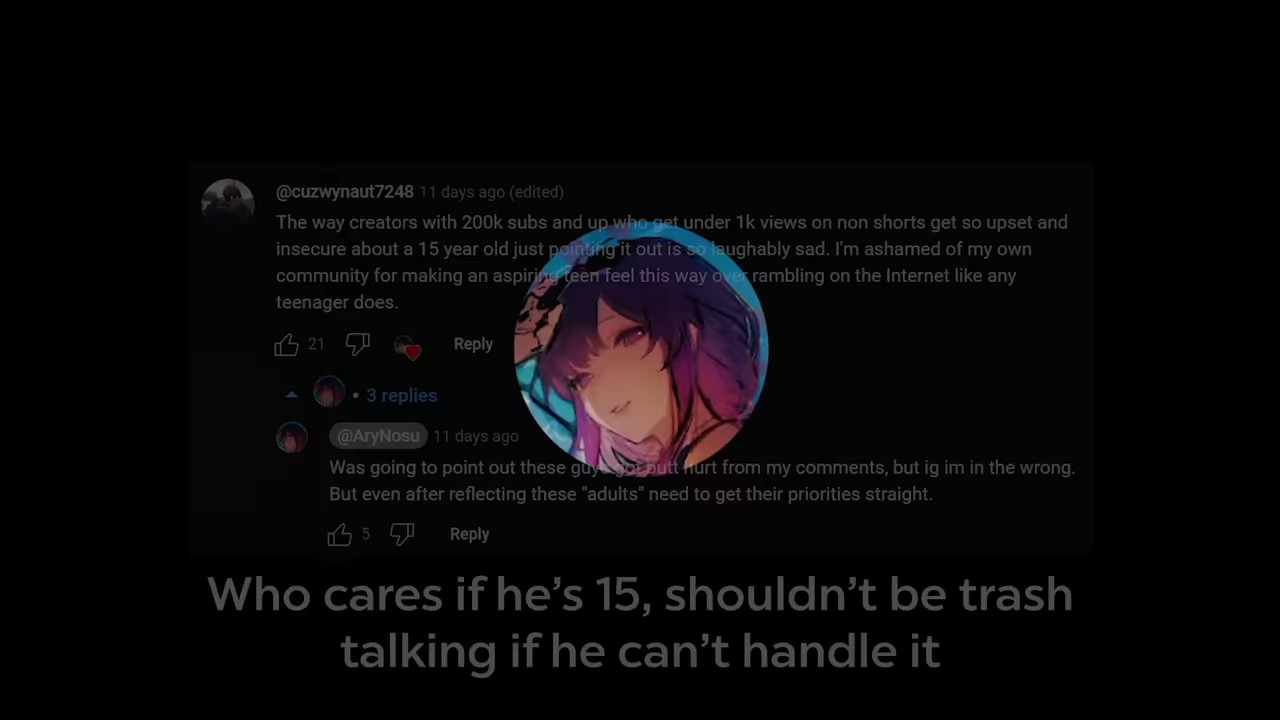 @cuzwynaut7248 11 days ago (edited)
The way creators with 200k subs and up who get under 1k views on non shorts get so upset and
insecure about a 15 year old just pointing it out is so laughably sad. I'm ashamed of my own
community for making an aspiring teen feel this way over rambling on the Internet like any
teenager does.
21 Reply
• 3 replies
@AryNosu 11 days ago
Was going to point out these guys got butt hurt from my comments, but ig im in the wrong.
But even after reflecting these "adults" need to get their priorities straight.
5 Reply
Who cares if he's 15, shouldn't be trash
talking if he can't handle it